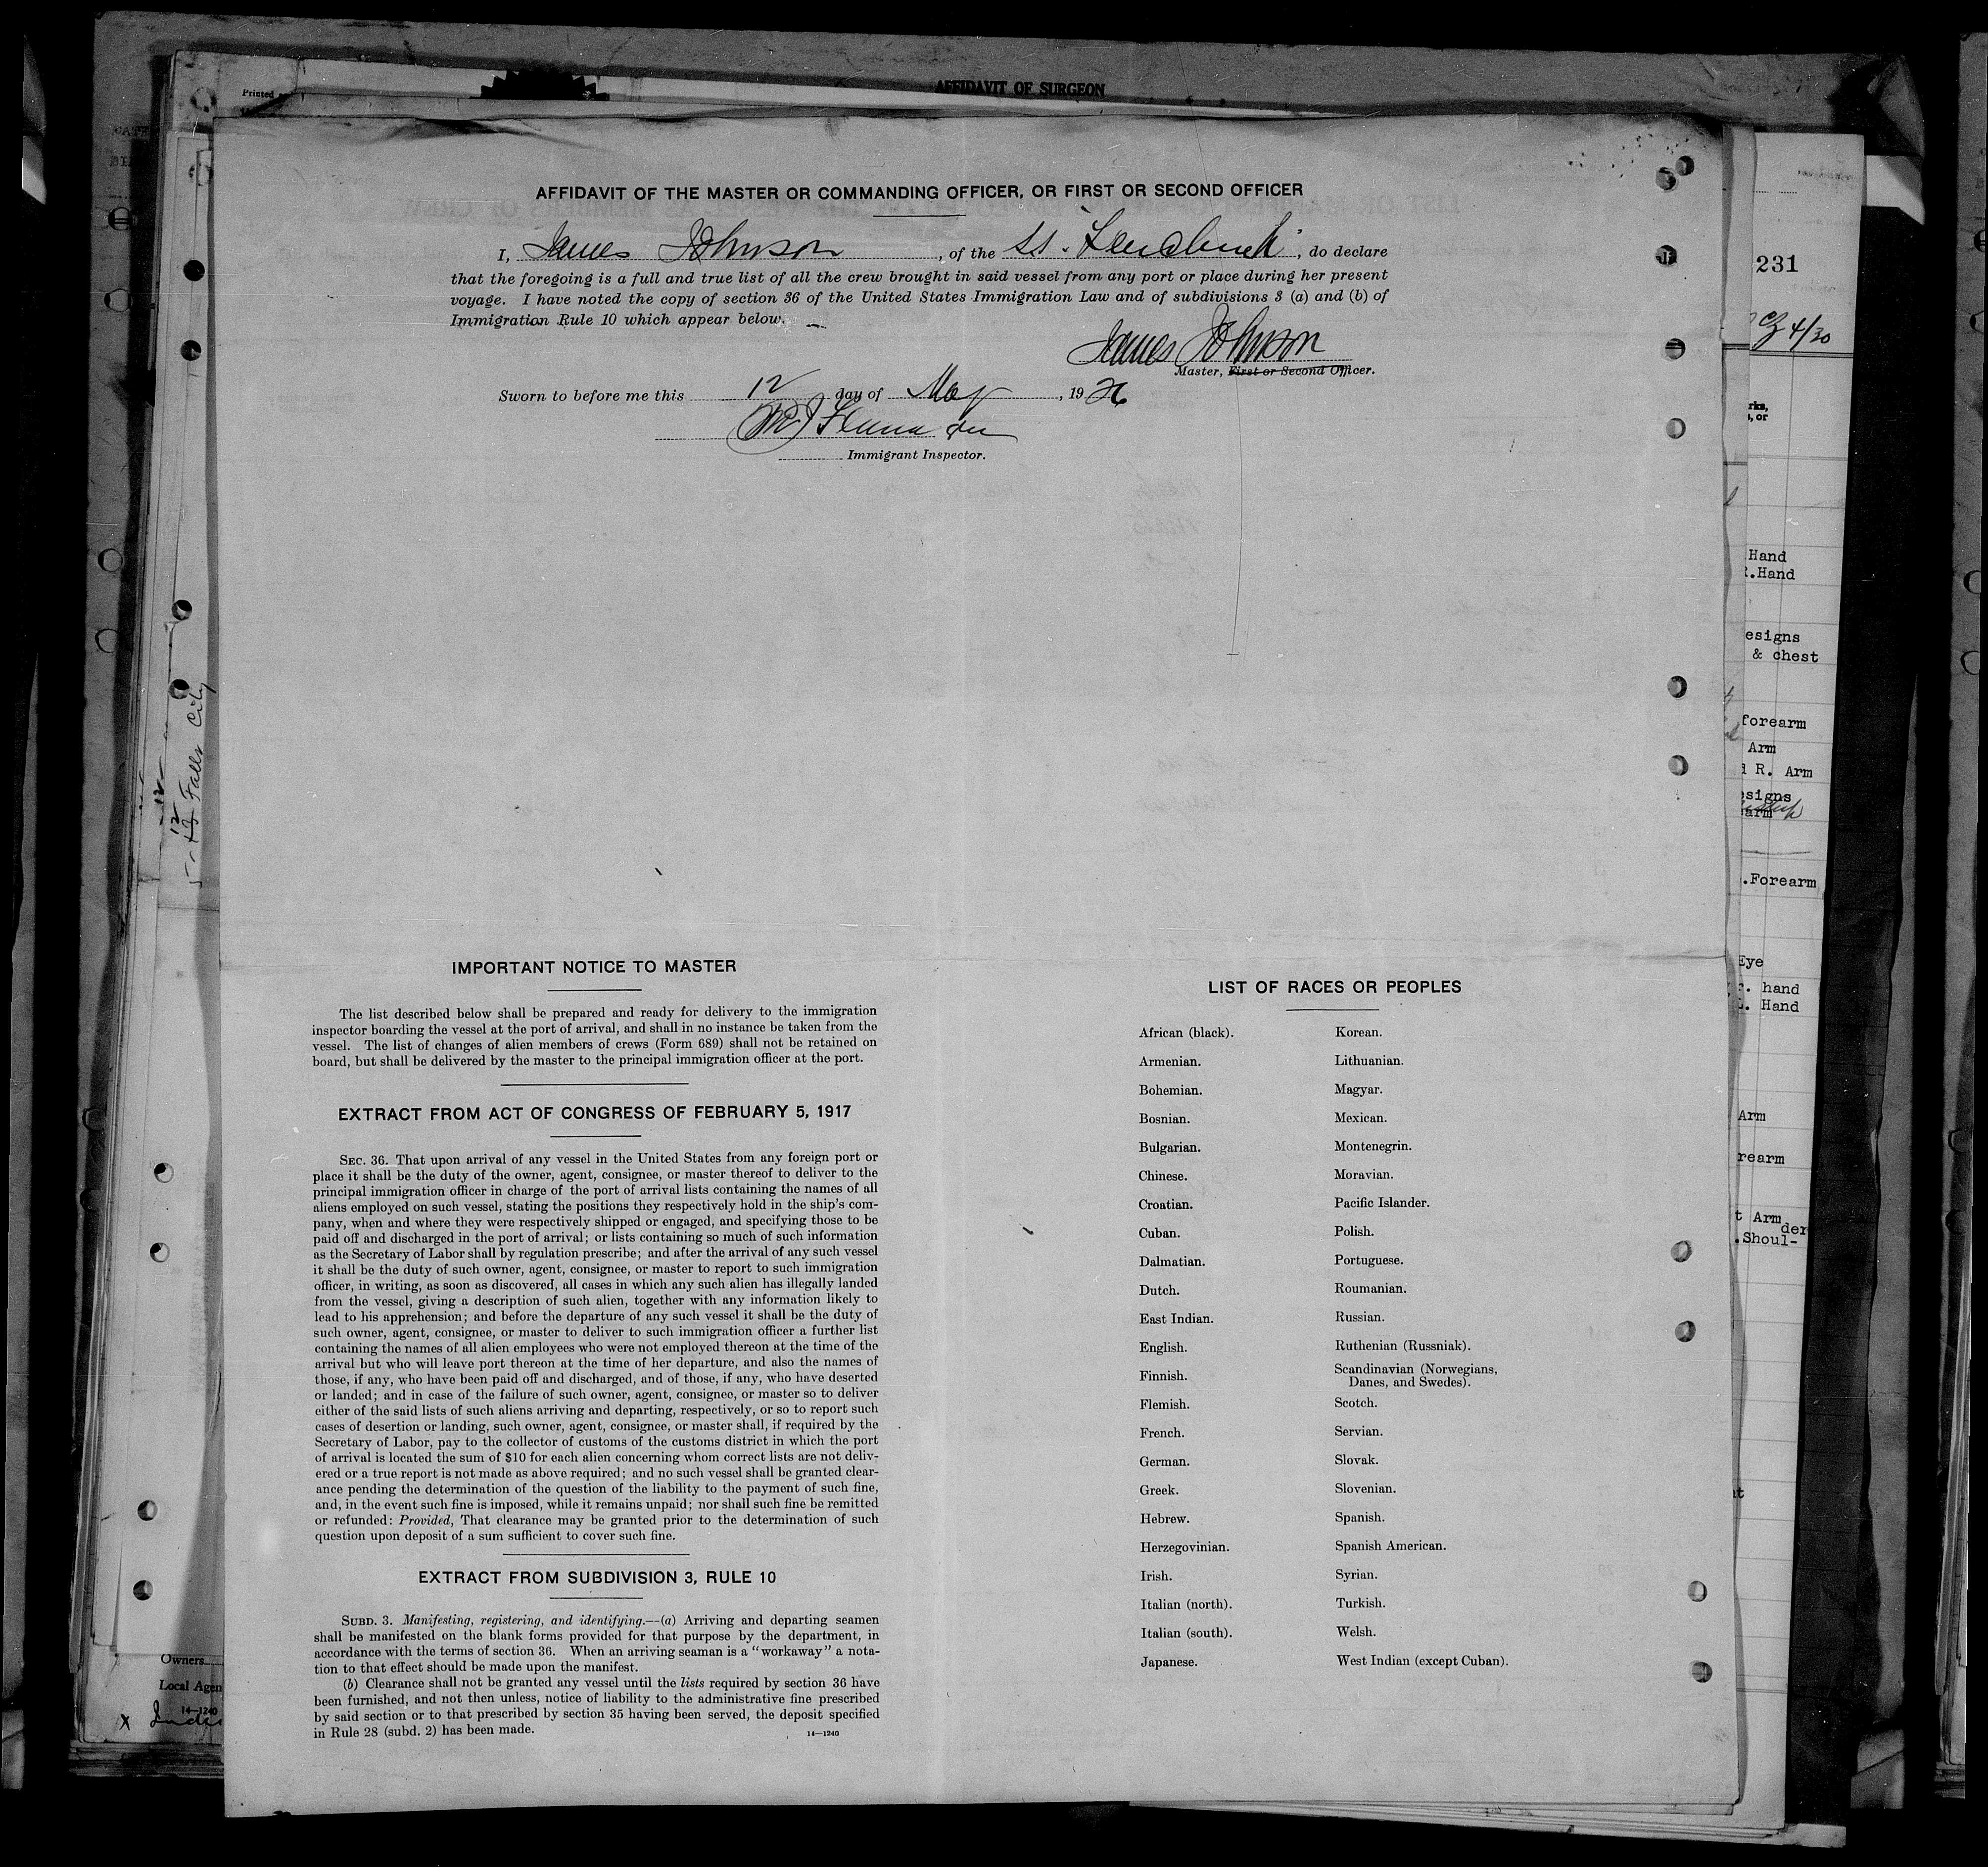 Printed
AFFIDAVIT OF SURGEON
AFFIDAVIT OF THE MASTER OR COMMANDING OFFICER, OR FIRST OR SECOND OFFICER
I, James Johnson, of the SS. , do declare
that the foregoing is a full and true list of all the crew brought in said vessel from any port or place during her present
voyage. I have noted the copy of section 36 of the United States Immigration Law and of subdivisions 3 (a) and (b) of
Immigration Rule 10 which appear below.
James Johnson
Master, First or Second Officer.
Sworn to before me this 12 day of May, 1926
Immigrant Inspector.
IMPORTANT NOTICE TO MASTER
The list described below shall be prepared and ready for delivery to the immigration
inspector boarding the vessel at the port of arrival, and shall in no instance be taken from the
vessel. The list of changes of alien members of crews (Form 689) shall not be retained on
board, but shall be delivered by the master to the principal immigration officer at the port.
EXTRACT FROM ACT OF CONGRESS OF FEBRUARY 5, 1917
SEC. 36. That upon arrival of any vessel in the United States from any foreign port or
place it shall be the duty of the owner, agent, consignee, or master thereof to deliver to the
principal immigration officer in charge of the port of arrival lists containing the names of all
aliens employed on such vessel, stating the positions they respectively hold in the ship's com-
pany, when and where they were respectively shipped or engaged, and specifying those to be
paid off and discharged in the port of arrival; or lists containing so much of such information
as the Secretary of Labor shall by regulation prescribe; and after the arrival of any such vessel
it shall be the duty of such owner, agent, consignee, or master to report to such immigration
officer, in writing, as soon as discovered, all cases in which any such alien has illegally landed
from the vessel, giving a description of such alien, together with any information likely to
lead to his apprehension; and before the departure of any such vessel it shall be the duty of
such owner, agent, consignee, or master to deliver to such immigration officer a further list
containing the names of all alien employees who were not employed thereon at the time of the
arrival but who will leave port thereon at the time of her departure, and also the names of
those, if any, who have been paid off and discharged, and of those, if any, who have deserted
or landed; and in case of the failure of such owner, agent, consignee, or master so to deliver
either of the said lists of such aliens arriving and departing, respectively, or so to report such
cases of desertion or landing, such owner, agent, consignee, or master shall, if required by the
Secretary of Labor, pay to the collector of customs of the customs district in which the port
of arrival is located the sum of $10 for each alien concerning whom correct lists are not deliv-
ered or a true report is not made as above required; and no such vessel shall be granted clear-
ance pending the determination of the question of the liability to the payment of such fine,
and, in the event such fine is imposed, while it remains unpaid; nor shall such fine be remitted
or refunded: Provided, That clearance may be granted prior to the determination of such
question upon deposit of a sum sufficient to cover such fine.
EXTRACT FROM SUBDIVISION 3, RULE 10
SUBD. 3. Manifesting, registering, and identifying.—(a) Arriving and departing seamen
shall be manifested on the blank forms provided for that purpose by the department, in
accordance with the terms of section 36. When an arriving seaman is a "workaway" a nota-
tion to that effect should be made upon the manifest.
(b) Clearance shall not be granted any vessel until the lists required by section 36 have
been furnished, and not then unless, notice of liability to the administrative fine prescribed
by said section or to that prescribed by section 35 having been served, the deposit specified
in Rule 28 (subd. 2) has been made.
14—1240
LIST OF RACES OR PEOPLES
African (black).
Armenian.
Bohemian.
Bosnian.
Bulgarian.
Chinese.
Croatian.
Cuban.
Dalmatian.
Dutch.
East Indian.
English.
Finnish.
Flemish.
French.
German.
Greek.
Hebrew.
Herzegovinian.
Irish.
Italian (north).
Italian (south).
Japanese.
Korean.
Lithuanian.
Magyar.
Mexican.
Montenegrin.
Moravian.
Pacific Islander.
Polish.
Portuguese.
Roumanian.
Russian.
Ruthenian (Russniak).
Scandinavian (Norwegians,
Danes, and Swedes).
Scotch.
Servian.
Slovak.
Slovenian.
Spanish.
Spanish American.
Syrian.
Turkish.
Welsh.
West Indian (except Cuban).
231
4/30
Hand
R.Hand
esigns
& chest
forearm
Arm
R. Arm
esigns
arm
.Forearm
Eye
r. hand
L. Hand
Arm
rearm
t Arm
der
.Shoul-
Falls City
Owners
Local Agen
14—1240